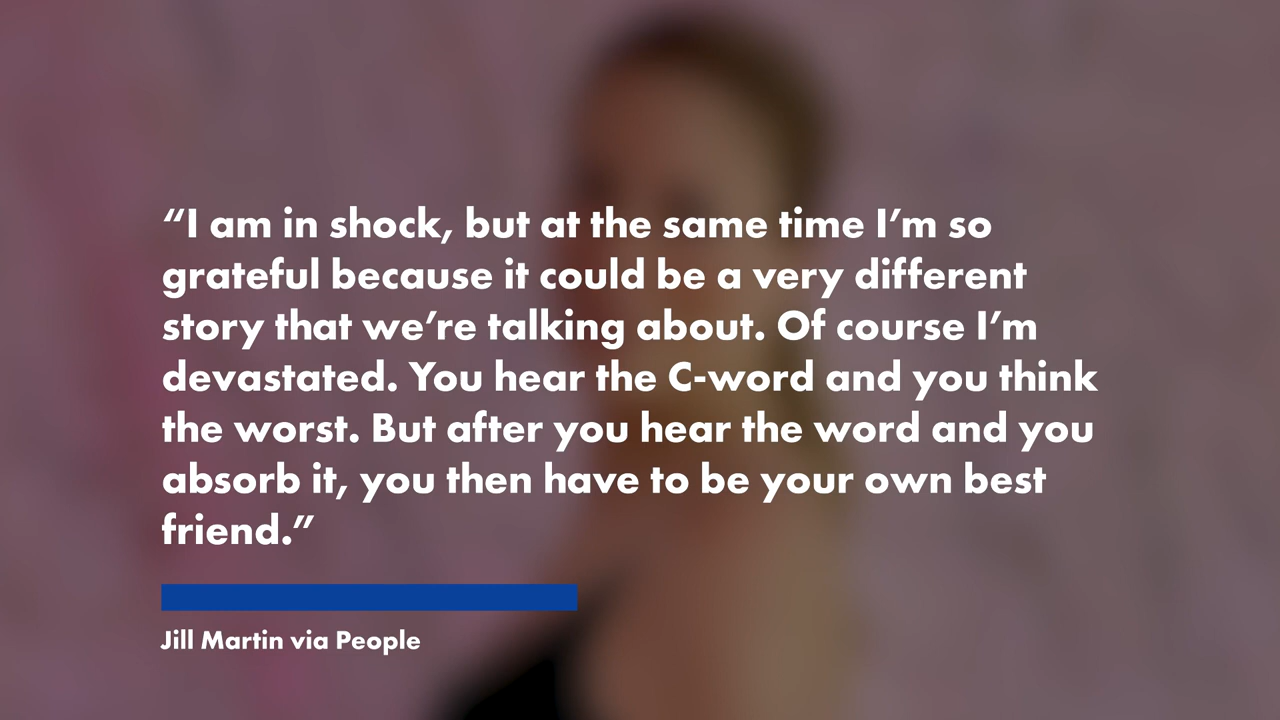 “I am in shock, but at the same time I’m so
grateful because it could be a very different
story that we’re talking about. Of course I’m
devastated. You hear the C-word and you think
the worst. But after you hear the word and you
absorb it, you then have to be your own best
friend.”
Jill Martin via People